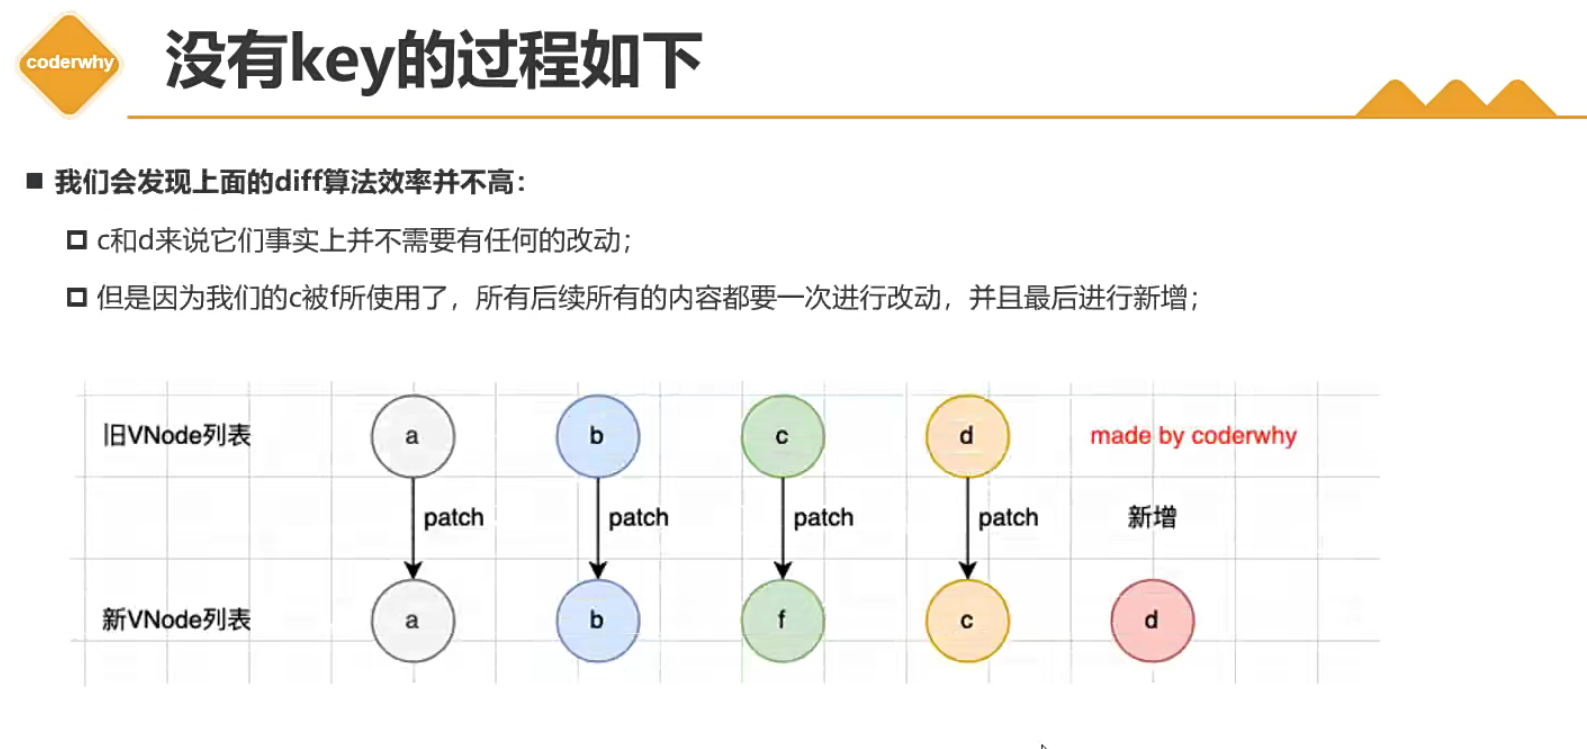 coderwhy
没有key的过程如下
我们会发现上面的diff算法效率并不高：
c和d来说它们事实上并不需要有任何的改动；
但是因为我们的c被f所使用了，所有后续所有的内容都要一次进行改动，并且最后进行新增；
旧VNode列表 a b c d made by coderwhy
patch patch patch patch 新增
新VNode列表 a b f c d